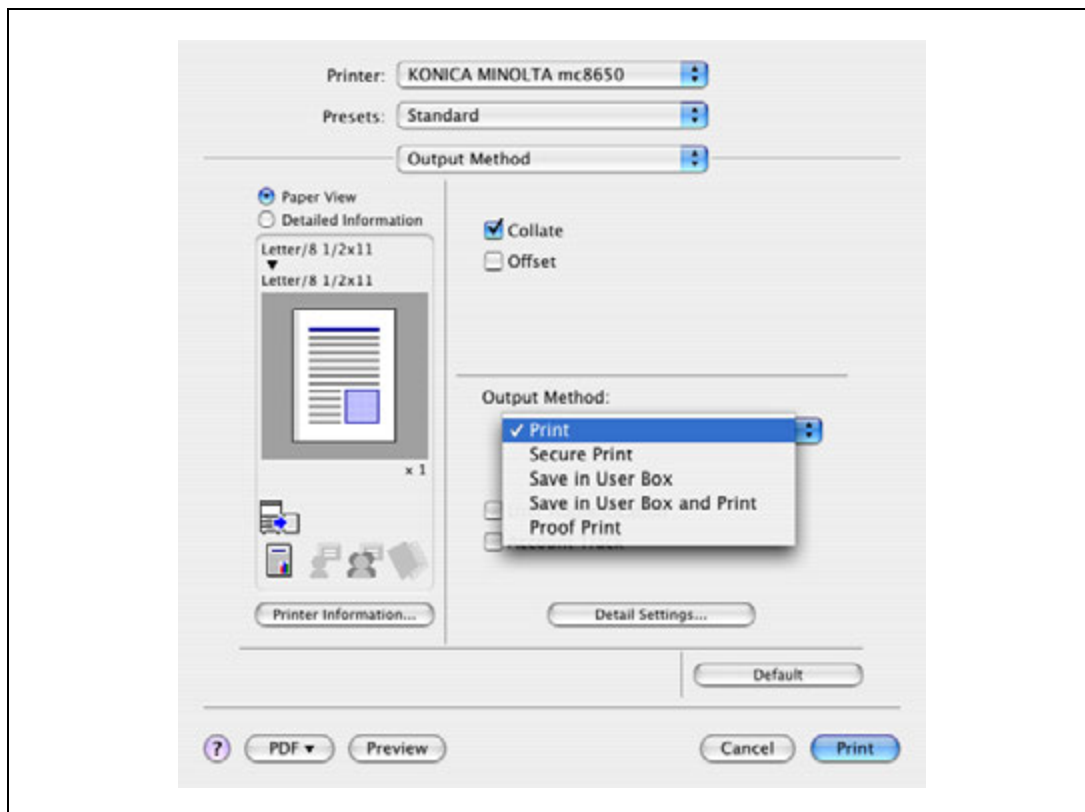 Printer: KONICA MINOLTA mc8650
Presets: Standard
Output Method
Paper View
Detailed Information
Letter/8 1/2x11
Letter/8 1/2x11
x 1
Printer Information...
Collate
Offset
Output Method:
✓ Print
Secure Print
Save in User Box
Save in User Box and Print
Proof Print
Detail Settings...
Default
? PDF ▼ Preview Cancel Print